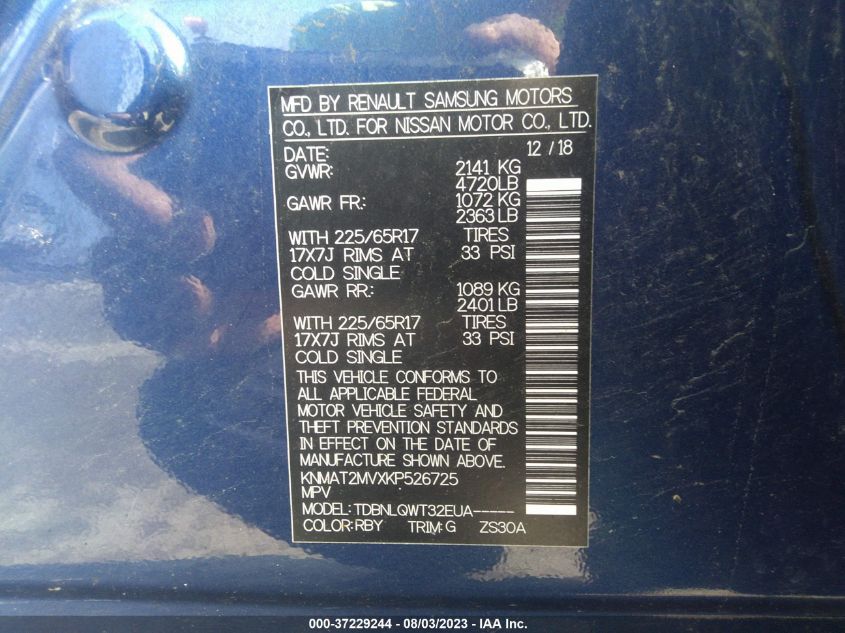 MFD BY RENAULT SAMSUNG MOTORS
CO., LTD. FOR NISSAN MOTOR CO., LTD.
DATE: 12 / 18
GVWR: 2141 KG
4720LB
GAWR FR: 1072 KG
2363 LB
WITH 225/65R17 TIRES
17X7J RIMS AT 33 PSI
COLD SINGLE
GAWR RR: 1089 KG
2401 LB
WITH 225/65R17 TIRES
17X7J RIMS AT 33 PSI
COLD SINGLE
THIS VEHICLE CONFORMS TO
ALL APPLICABLE FEDERAL
MOTOR VEHICLE SAFETY AND
THEFT PREVENTION STANDARDS
IN EFFECT ON THE DATE OF
MANUFACTURE SHOWN ABOVE.
KNMAT2MVXKP526725
MPV
MODEL: TDBNLQWT32EUA-----
COLOR: RBY TRIM: G ZS30A
000-37229244 - 08/03/2023 - IAA Inc.